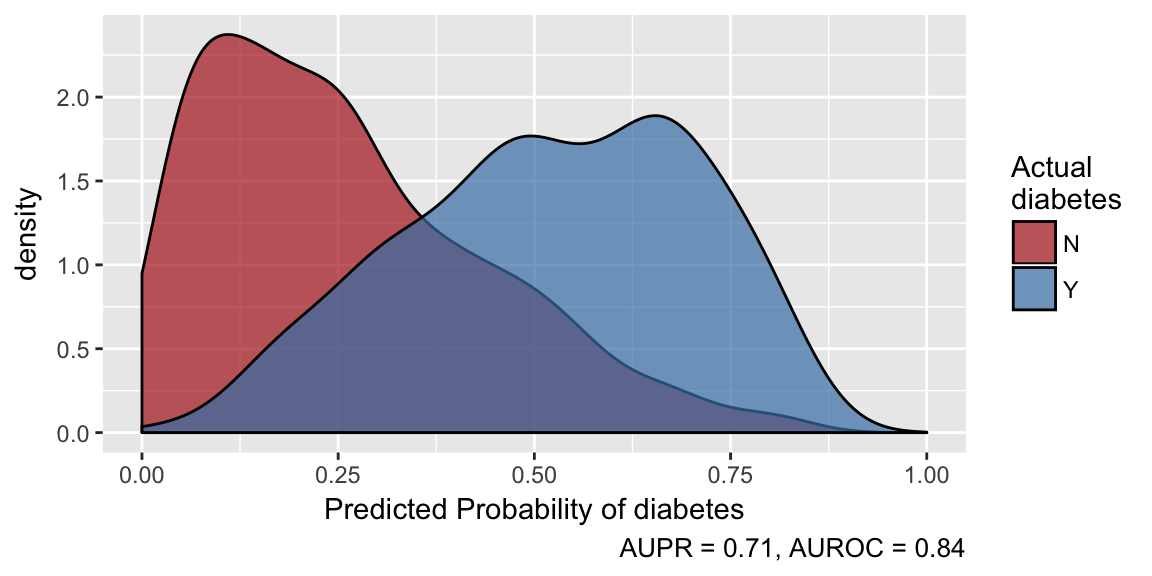 density
2.0
1.5
1.0
0.5
0.0
0.00 0.25 0.50 0.75 1.00
Predicted Probability of diabetes
AUPR = 0.71, AUROC = 0.84
Actual
diabetes
N
Y